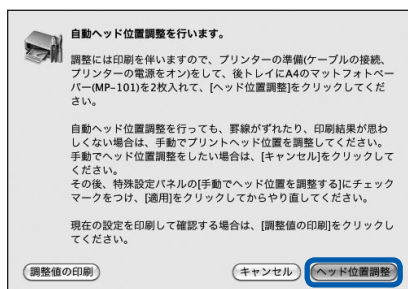 自動ヘッド位置調整を行います。
調整には印刷を伴いますので、プリンターの準備(ケーブルの接続、
プリンターの電源をオン)をして、後トレイにA4のマットフォトペー
パー(MP-101)を2枚入れて、[ヘッド位置調整]をクリックしてくだ
さい。
自動ヘッド位置調整を行っても、罫線がずれたり、印刷結果が思わ
しくない場合は、手動でプリントヘッド位置を調整してください。
手動でヘッド位置調整をしたい場合は、[キャンセル]をクリックして
ください。
その後、特殊設定パネルの[手動でヘッド位置を調整する]にチェック
マークをつけ、[適用]をクリックしてからやり直してください。
現在の設定を印刷して確認する場合は、[調整値の印刷]をクリックし
てください。
調整値の印刷 キャンセル ヘッド位置調整